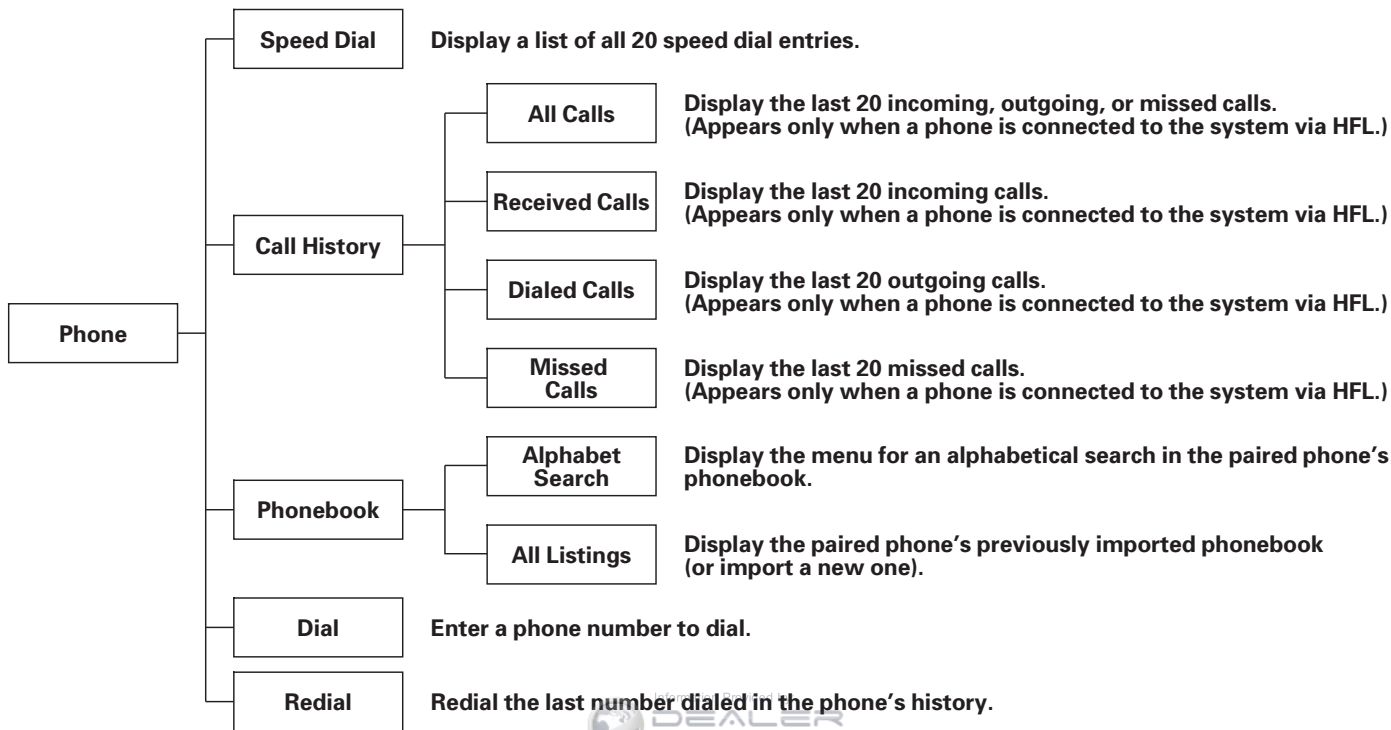 Speed Dial
Display a list of all 20 speed dial entries.
All Calls
Display the last 20 incoming, outgoing, or missed calls.
(Appears only when a phone is connected to the system via HFL.)
Received Calls
Display the last 20 incoming calls.
(Appears only when a phone is connected to the system via HFL.)
Call History
Dialed Calls
Display the last 20 outgoing calls.
(Appears only when a phone is connected to the system via HFL.)
Phone
Missed
Calls
Display the last 20 missed calls.
(Appears only when a phone is connected to the system via HFL.)
Alphabet
Search
Display the menu for an alphabetical search in the paired phone's
phonebook.
Phonebook
All Listings
Display the paired phone's previously imported phonebook
(or import a new one).
Dial
Enter a phone number to dial.
Redial
Redial the last number dialed in the phone's history.
Information Provided by
DEALER